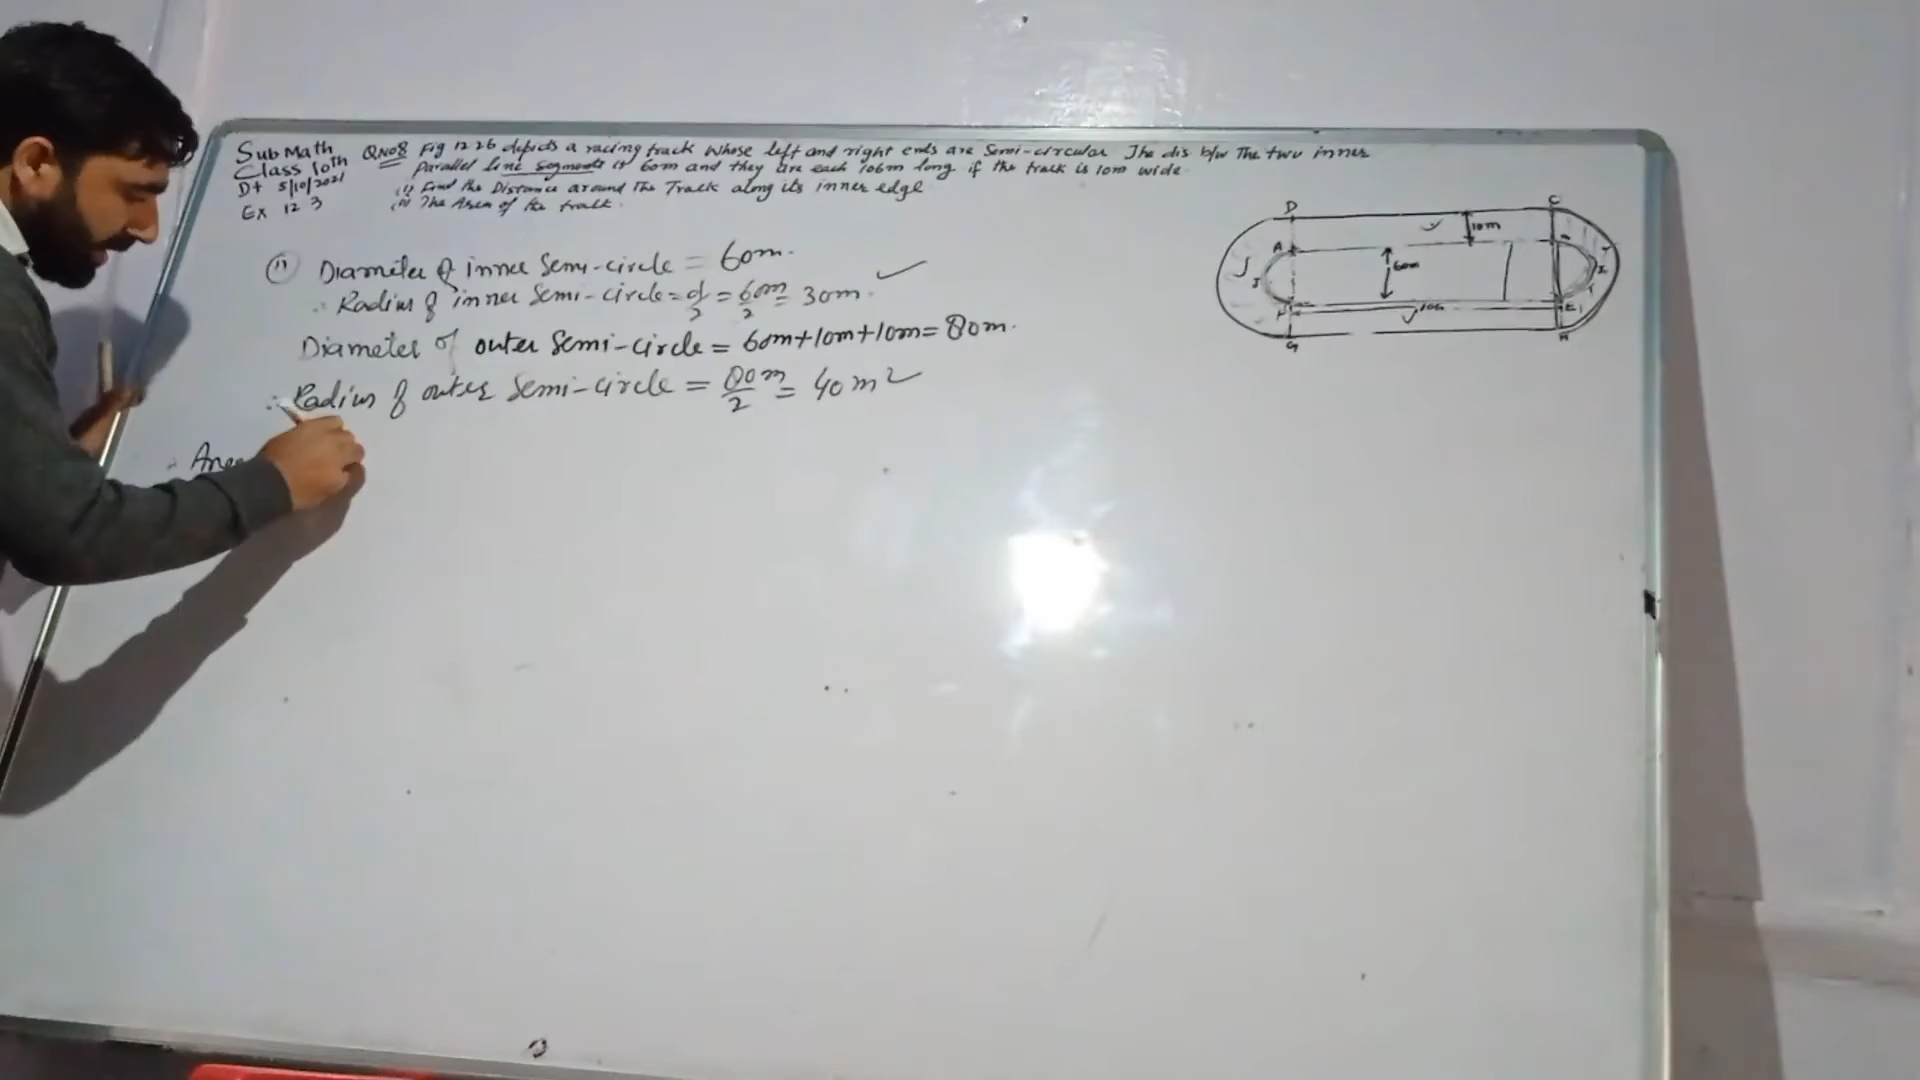 Sub Math
Class 10th
Dt 5/10/2021
Ex 12 3
QNo8 Fig 12 26 depicts a racing track whose left and right ends are Semi-circular The dis b/w The two inner
Parallel line segments is 60m and they are each 106m long if the track is 10m wide
(i) Find the Distance around The Track along its inner edge
(ii) The Area of the track.
(ii) Diameter of inner Semi-circle = 60m.
∴ Radius of inner Semi-circle = d/2 = 60m/2 = 30m.
Diameter of outer Semi-circle = 60m+10m+10m = 80m.
∴ Radius of outer Semi-circle = 80m/2 = 40m²
∴ Area
D
C
10m
A
60m
J
I
106
E
G
H